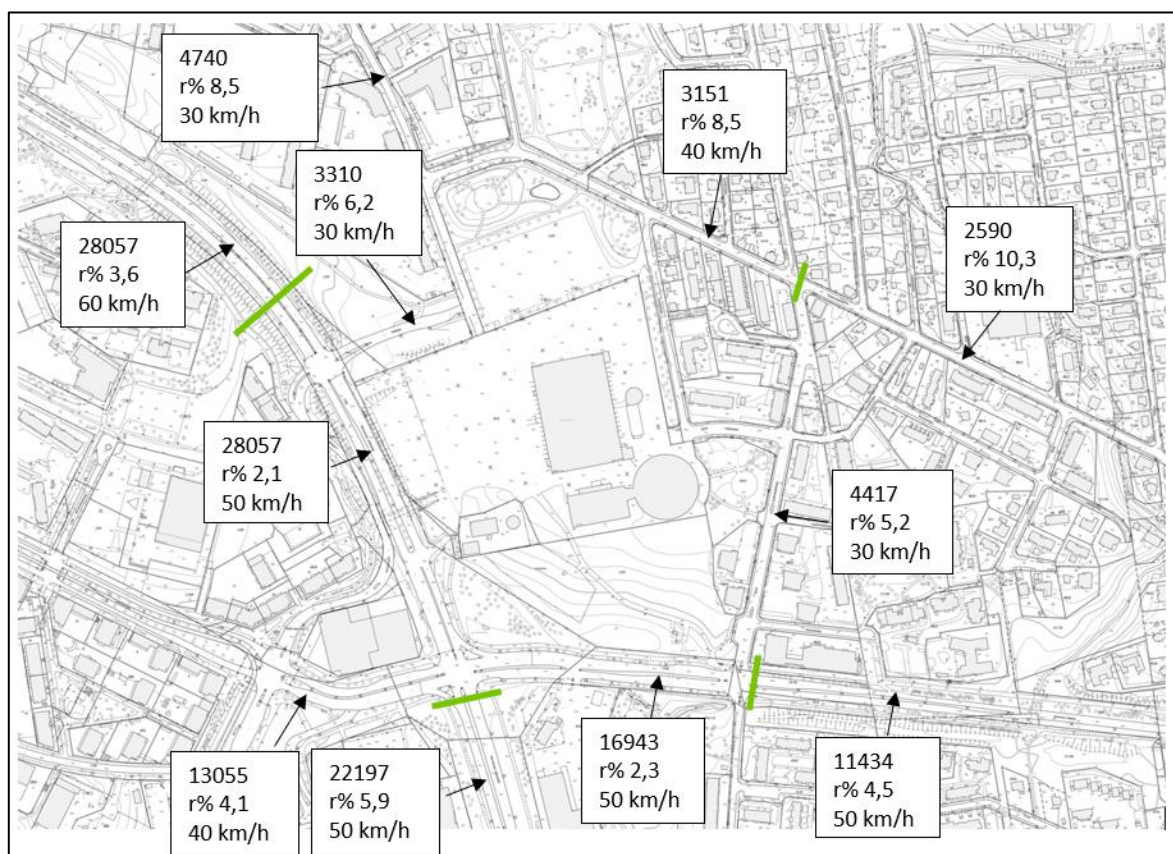 4740
r% 8,5
30 km/h
3151
r% 8,5
40 km/h
3310
r% 6,2
30 km/h
28057
r% 3,6
60 km/h
2590
r% 10,3
30 km/h
28057
r% 2,1
50 km/h
4417
r% 5,2
30 km/h
13055
r% 4,1
40 km/h
22197
r% 5,9
50 km/h
16943
r% 2,3
50 km/h
11434
r% 4,5
50 km/h